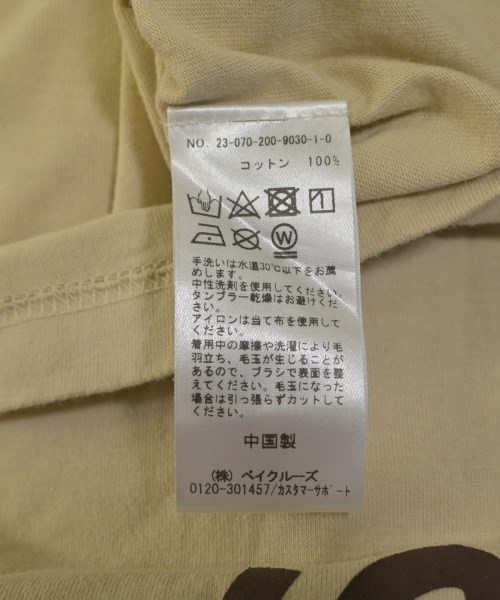 NO. 23-070-200-9030-1-0
コットン 100%
手洗いは水温30℃以下をお薦
めします。
中性洗剤を使用してください。
タンブラー乾燥はお避けくださ
い。
アイロンは当て布を使用して
ください。
着用中の摩擦や洗濯により毛
羽立ち、毛玉が生じることが
あるので、ブラシで表面を整
えてください。毛玉になった
場合は引っ張らずカットして
ください。
中国製
(株) ベイクルーズ
0120-301457/カスタマーサポート